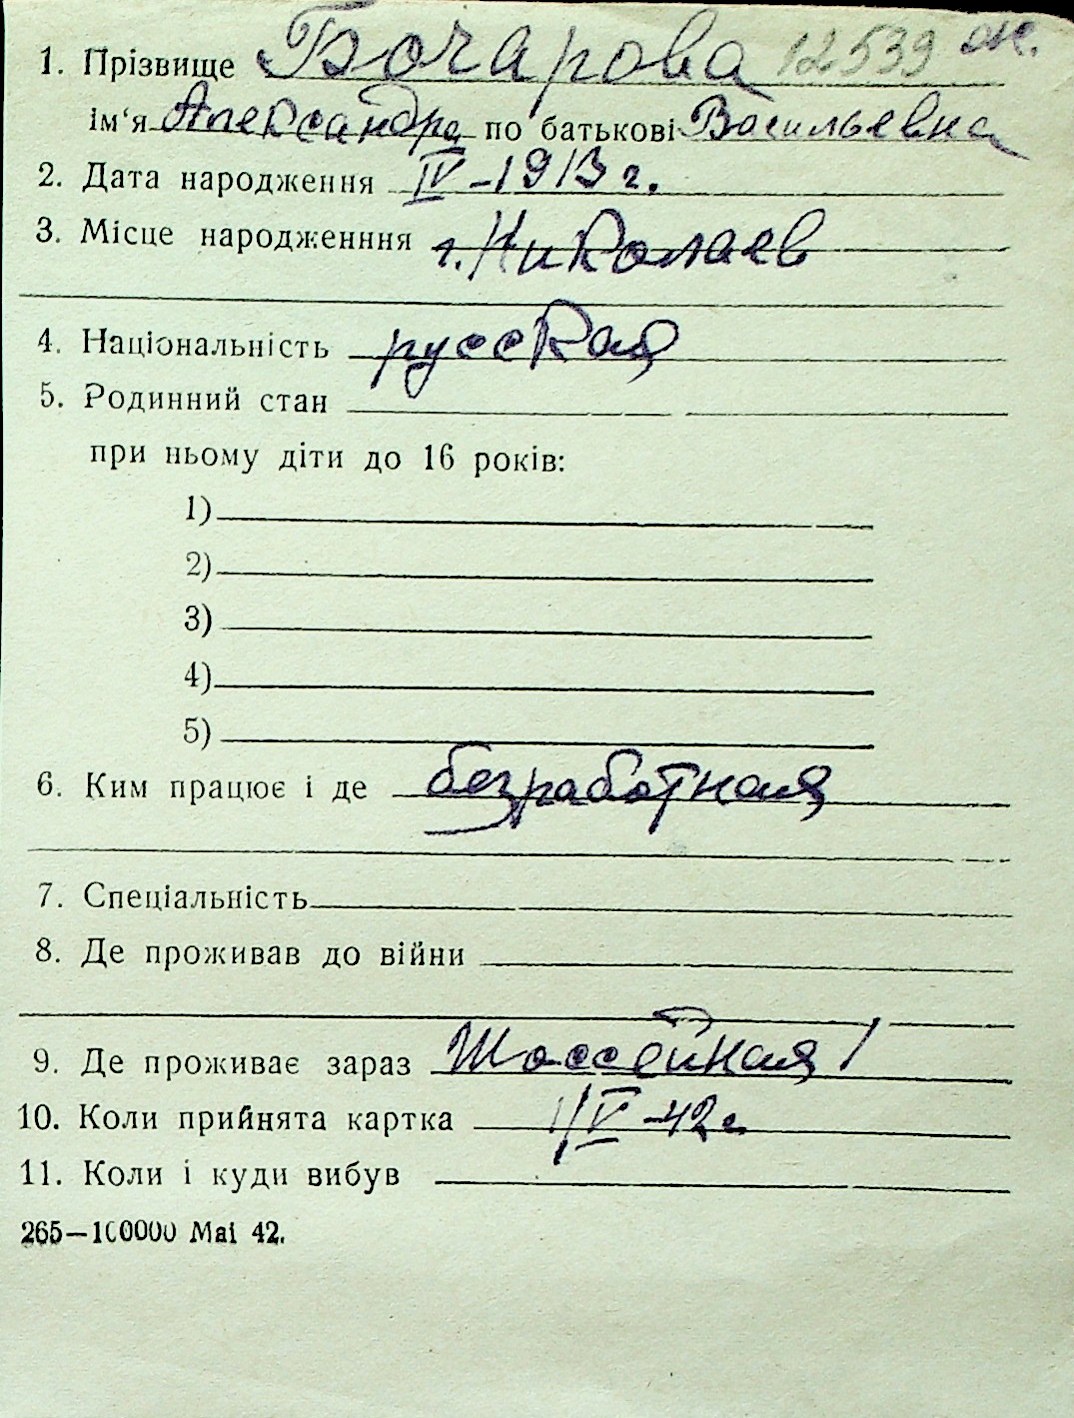 1. Прізвище Бочарова 12539 ж.
ім'я Александра по батькові Васильевна
2. Дата народження IV-1913 г.
3. Місце народженння г. Николаев
4. Національність русская
5. Родинний стан
при ньому діти до 16 років:
1)
2)
3)
4)
5)
6. Ким працює і де безработная
7. Спеціальність
8. Де проживав до війни
9. Де проживає зараз Шоссейная 1
10. Коли прийнята картка 1/V-42 г.
11. Коли і куди вибув
265—100000 Mai 42.